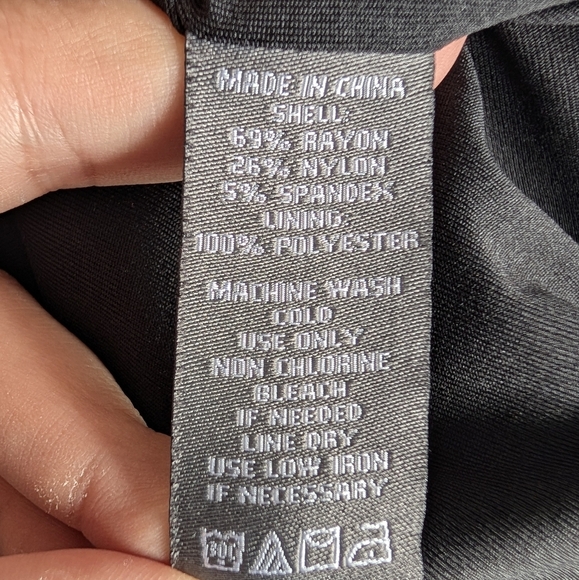 MADE IN CHINA
SHELL:
69% RAYON
26% NYLON
5% SPANDEX
LINING:
100% POLYESTER
MACHINE WASH
COLD
USE ONLY
NON CHLORINE
BLEACH
IF NEEDED
LINE DRY
USE LOW IRON
IF NECESSARY